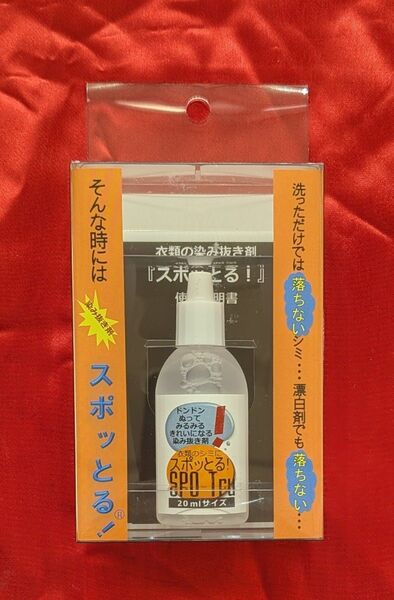 洗っただけでは落ちないシミ・・・漂白剤でも落ちない・・・
そんな時には
染み抜き剤
スポッとる!®
衣類の染み抜き剤
『スポッとる!』
使 明書
ドンドン
ぬって
みるみる
きれいになる
染み抜き剤!
衣類のシミに
スポッとる!
20mlサイズ